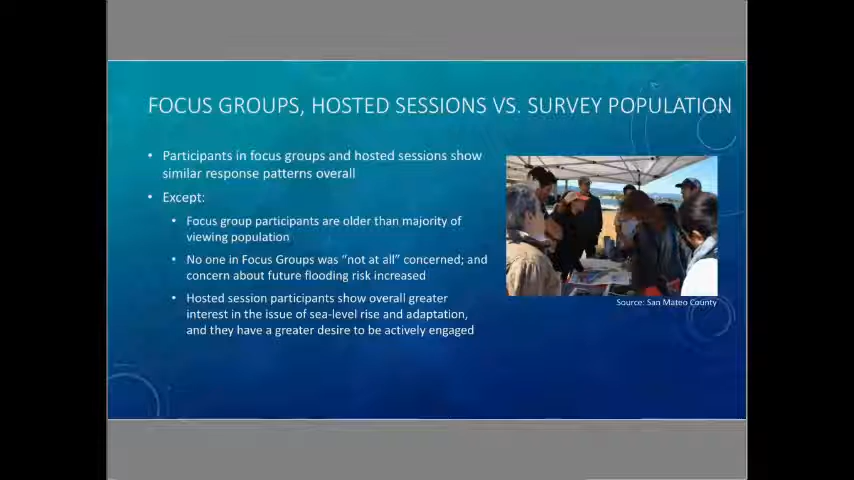 FOCUS GROUPS, HOSTED SESSIONS VS. SURVEY POPULATION
• Participants in focus groups and hosted sessions show
similar response patterns overall
• Except:
• Focus group participants are older than majority of
viewing population
• No one in Focus Groups was “not at all” concerned; and
concern about future flooding risk increased
• Hosted session participants show overall greater
interest in the issue of sea-level rise and adaptation,
and they have a greater desire to be actively engaged
Source: San Mateo County